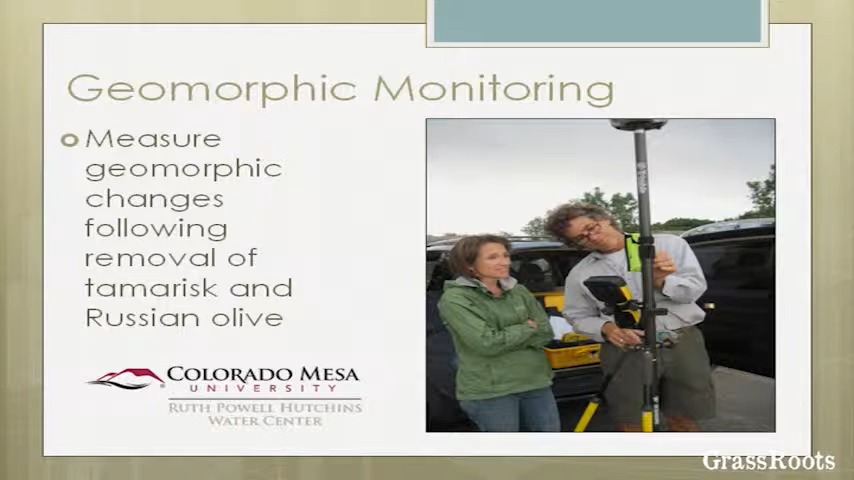 Geomorphic Monitoring
Measure
geomorphic
changes
following
removal of
tamarisk and
Russian olive
COLORADO MESA
UNIVERSITY
RUTH POWELL HUTCHINS
WATER CENTER
Trimble
GRASSROOTS